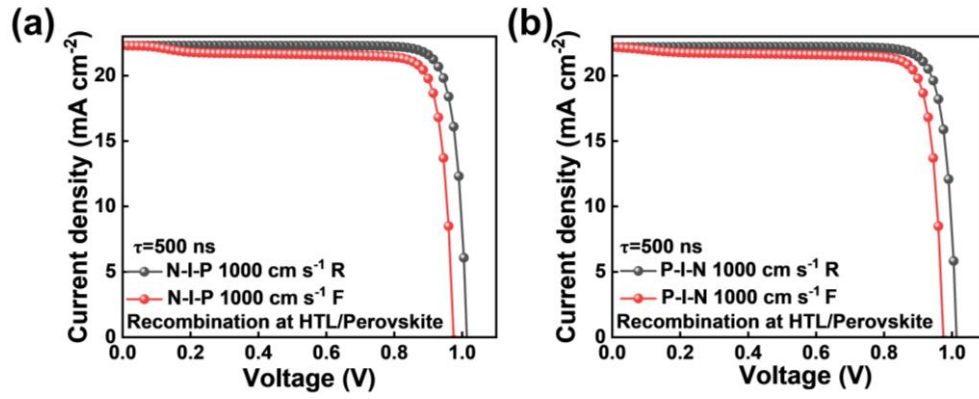 (a)
Current density (mA cm⁻²)
20
15
10
5
0
τ=500 ns
N-I-P 1000 cm s⁻¹ R
N-I-P 1000 cm s⁻¹ F
Recombination at HTL/Perovskite
0.0 0.2 0.4 0.6 0.8 1.0
Voltage (V)
(b)
Current density (mA cm⁻²)
20
15
10
5
0
τ=500 ns
P-I-N 1000 cm s⁻¹ R
P-I-N 1000 cm s⁻¹ F
Recombination at HTL/Perovskite
0.0 0.2 0.4 0.6 0.8 1.0
Voltage (V)